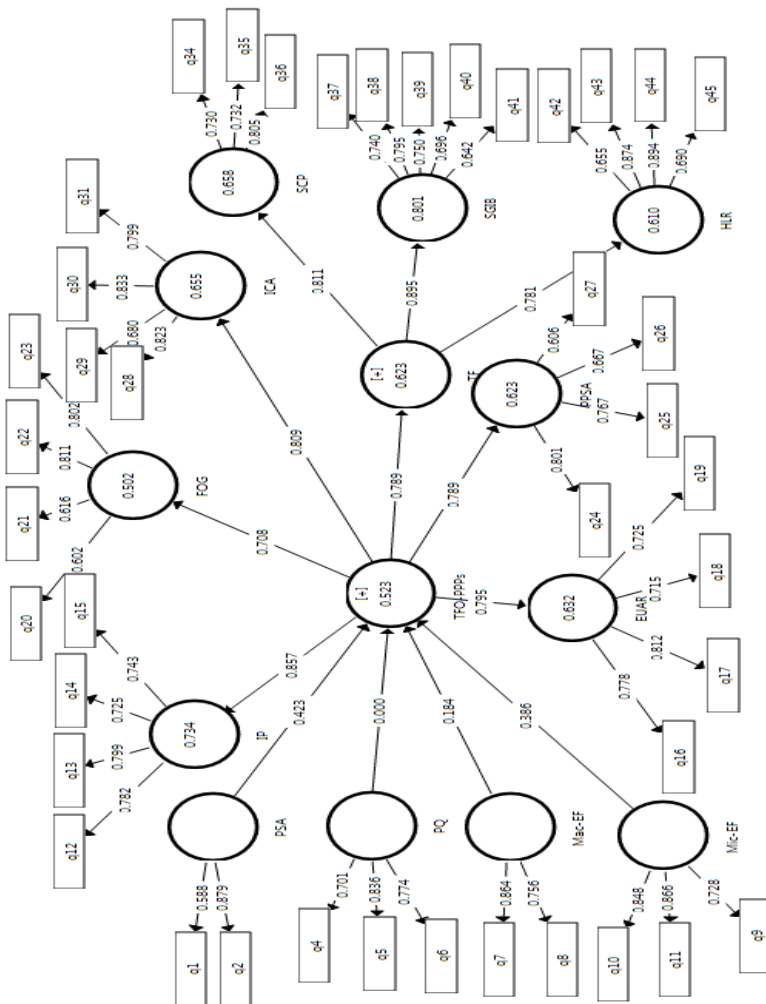 q9
q11
q10
0.728
0.866
0.848
Mic-EF
0.386
q8
q7
0.756
0.864
Mac-EF
0.184
q6
q5
q4
0.774
0.836
0.701
PQ
0.000
q2
q1
0.879
0.588
PSA
0.423
q12
q13
q14
q15
0.782
0.799
0.725
0.743
0.734
IP
0.857
q20
q21
q22
q23
0.602
0.616
0.811
0.802
0.502
FOG
0.708
[+]
0.523
TFO-PPPs
q28
q29
q30
q31
0.823
0.680
0.833
0.799
0.655
ICA
0.809
0.795
0.632
EUAR
q16
q17
q18
q19
0.778
0.812
0.715
0.725
0.789
0.623
PPSA
q24
q25
q26
q27
0.801
0.767
0.667
0.606
0.789
[+]
0.623
TF
0.811
0.658
SCP
q34
q35
q36
0.730
0.732
0.805
0.895
0.801
SGIB
q37
q38
q39
q40
q41
0.740
0.795
0.750
0.696
0.642
0.781
0.610
HLR
q42
q43
q44
q45
0.655
0.874
0.894
0.690